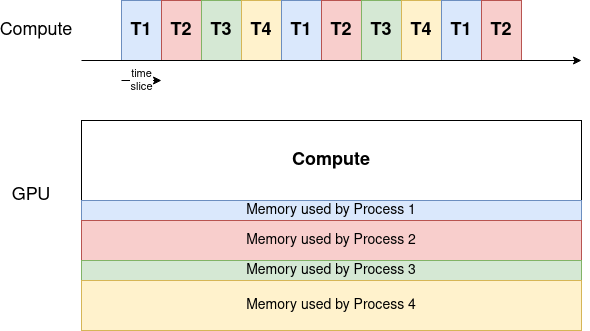 Compute
T1 T2 T3 T4 T1 T2 T3 T4 T1 T2
time
slice
GPU
Compute
Memory used by Process 1
Memory used by Process 2
Memory used by Process 3
Memory used by Process 4